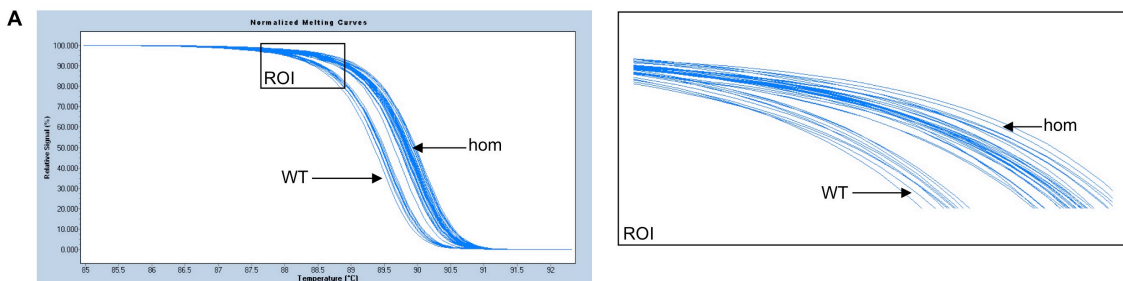 A
Normalized Melting Curves
Relative Signal (%)
100.000
90.000
80.000
70.000
60.000
50.000
40.000
30.000
20.000
10.000
0.000
ROI
hom
WT
85 85.5 86 86.5 87 87.5 88 88.5 89 89.5 90 90.5 91 91.5 92
Temperature (°C)
hom
WT
ROI